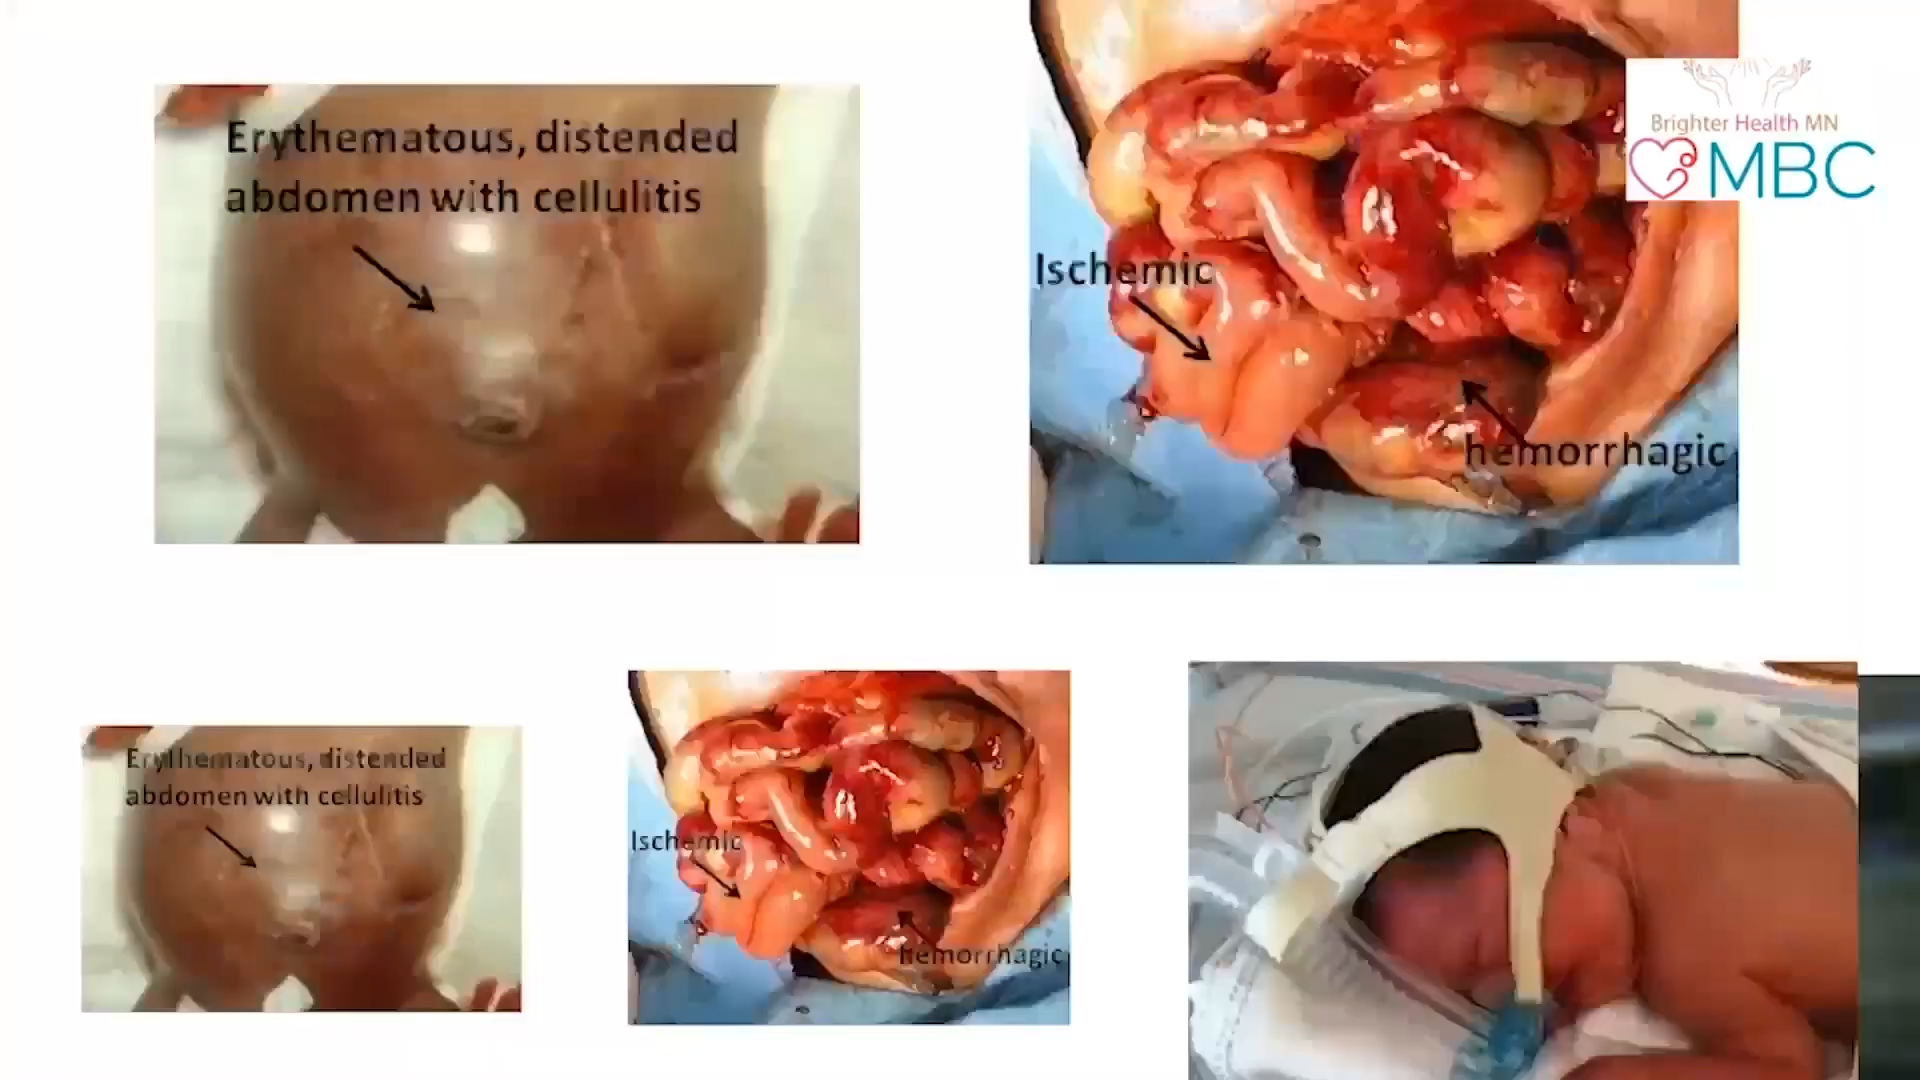 Erythematous, distended
abdomen with cellulitis
Ischemic
hemorrhagic
Brighter Health MN
MBC
Erythematous, distended
abdomen with cellulitis
Ischemic
hemorrhagic